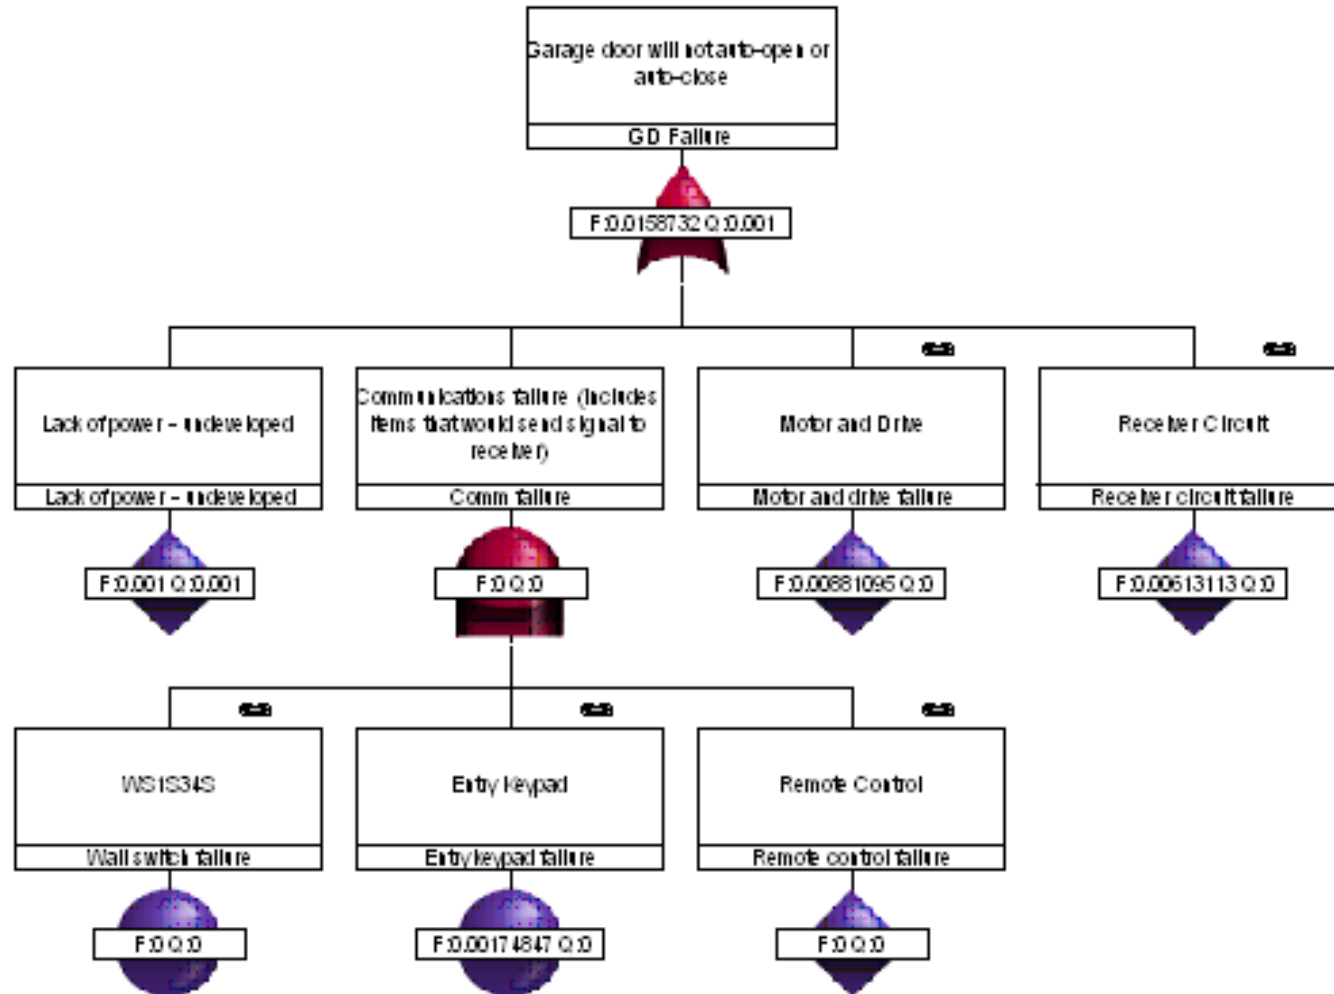 Garage door will not auto-open or
auto-close
GD Failure
F:0.0158732 Q:0.001
Lack of power - undeveloped
Lack of power - undeveloped
F:0.001 Q:0.001
Communications failure (Includes
items that would send signal to
receiver)
Comm failure
F:0 Q:0
Motor and Drive
Motor and drive failure
F:0.00881095 Q:0
Receiver Circuit
Receiver circuit failure
F:0.00613113 Q:0
WS1S34S
Wall switch failure
F:0 Q:0
Entry Keypad
Entry keypad failure
F:0.00174847 Q:0
Remote Control
Remote control failure
F:0 Q:0